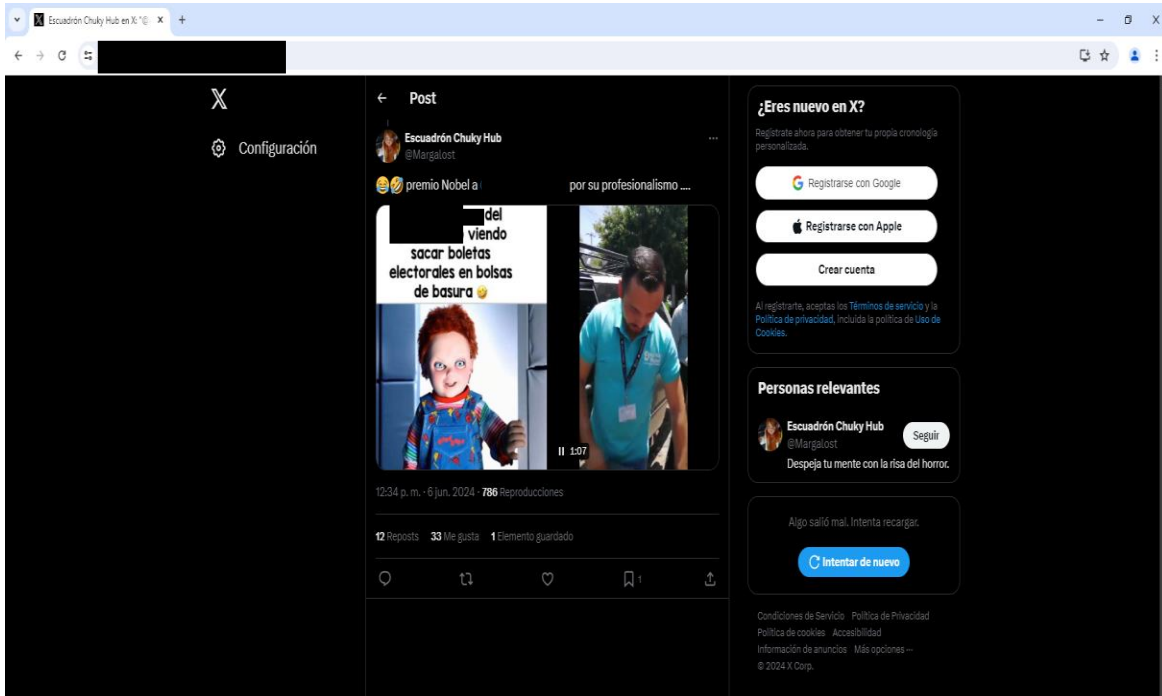 Escuadrón Chuky Hub en X: "@
Configuración
Post
Escuadrón Chuky Hub
@Margalost
😂🤣 premio Nobel a
por su profesionalismo ....
del
viendo
sacar boletas
electorales en bolsas
de basura 🤣
1:07
12:34 p. m. · 6 jun. 2024 · 786 Reproducciones
12 Reposts 33 Me gusta 1 Elemento guardado
1
¿Eres nuevo en X?
Regístrate ahora para obtener tu propia cronología
personalizada.
Registrarse con Google
Registrarse con Apple
Crear cuenta
Al registrarte, aceptas los Términos de servicio y la
Política de privacidad, incluida la política de Uso de
Cookies.
Personas relevantes
Escuadrón Chuky Hub
@Margalost
Seguir
Despeja tu mente con la risa del horror.
Algo salió mal. Intenta recargar.
Intentar de nuevo
Condiciones de Servicio Política de Privacidad
Política de cookies Accesibilidad
Información de anuncios Más opciones ···
© 2024 X Corp.